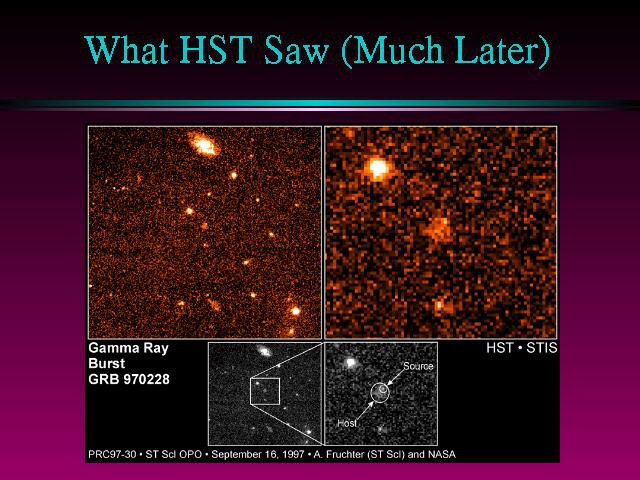 What HST Saw (Much Later)
Gamma Ray
Burst
GRB 970228
HST • STIS
Source
Host
PRC97-30 • ST ScI OPO • September 16, 1997 • A. Fruchter (ST ScI) and NASA